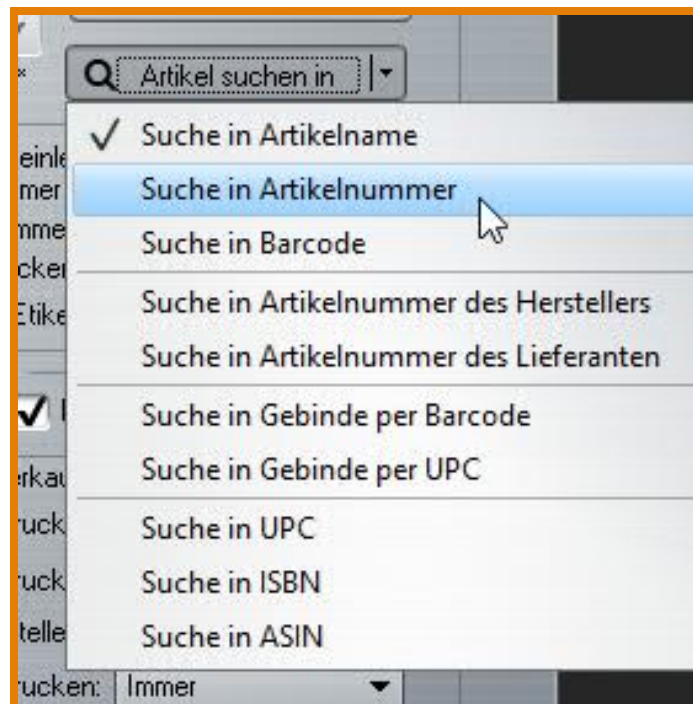 Artikel suchen in
Suche in Artikelname
Suche in Artikelnummer
Suche in Barcode
Suche in Artikelnummer des Herstellers
Suche in Artikelnummer des Lieferanten
Suche in Gebinde per Barcode
Suche in Gebinde per UPC
Suche in UPC
Suche in ISBN
Suche in ASIN
Immer